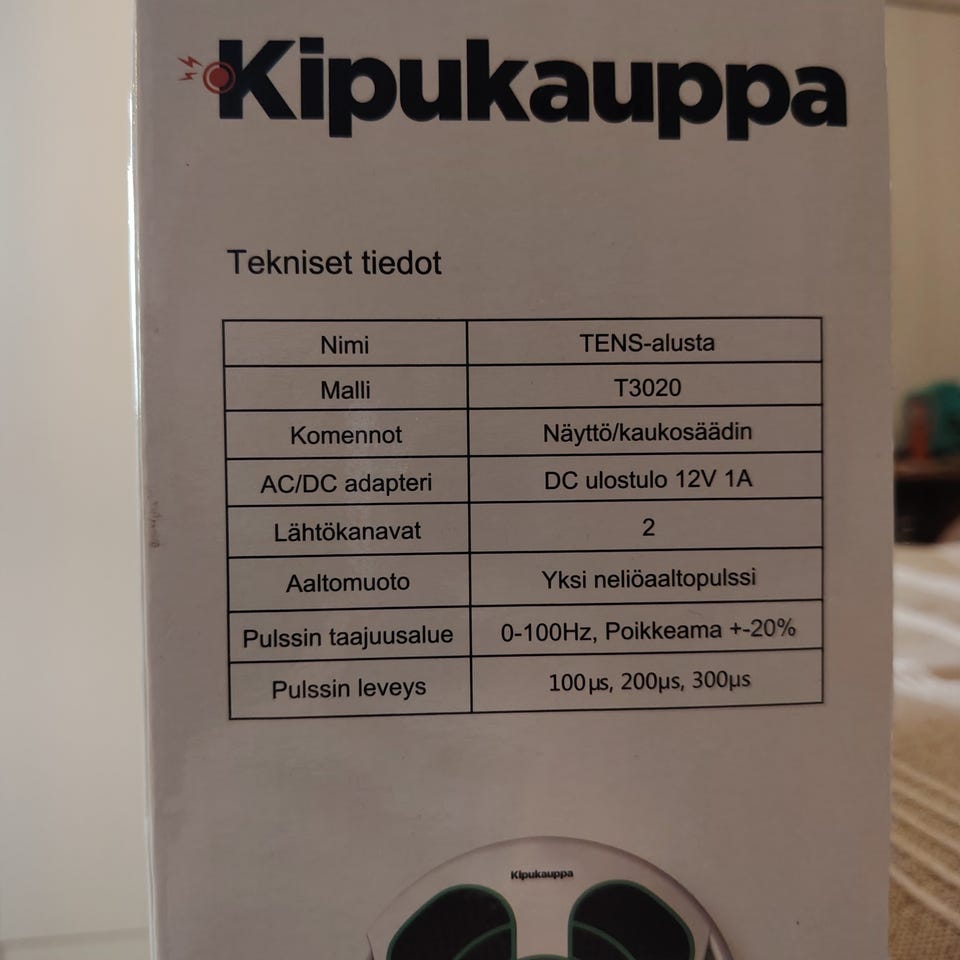 Kipukauppa
Tekniset tiedot
Nimi TENS-alusta
Malli T3020
Komennot Näyttö/kaukosäädin
AC/DC adapteri DC ulostulo 12V 1A
Lähtökanavat 2
Aaltomuoto Yksi neliöaaltopulssi
Pulssin taajuusalue 0-100Hz, Poikkeama +-20%
Pulssin leveys 100µs, 200µs, 300µs
Kipukauppa